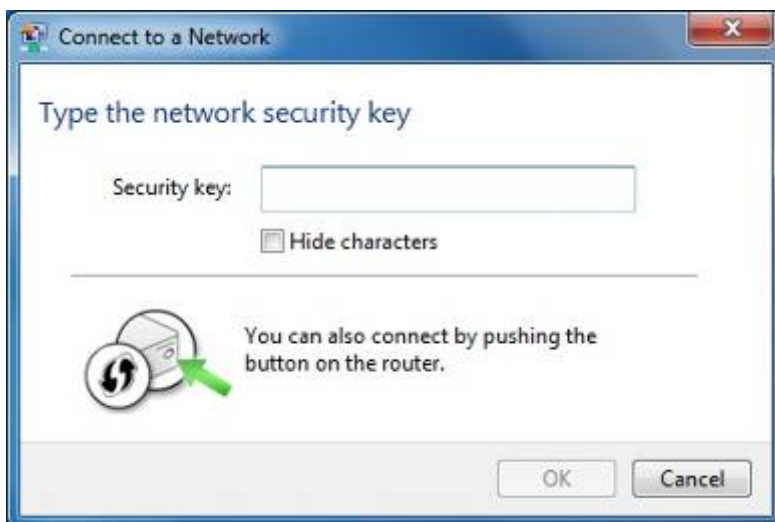 Connect to a Network
Type the network security key
Security key:
Hide characters
You can also connect by pushing the
button on the router.
OK
Cancel